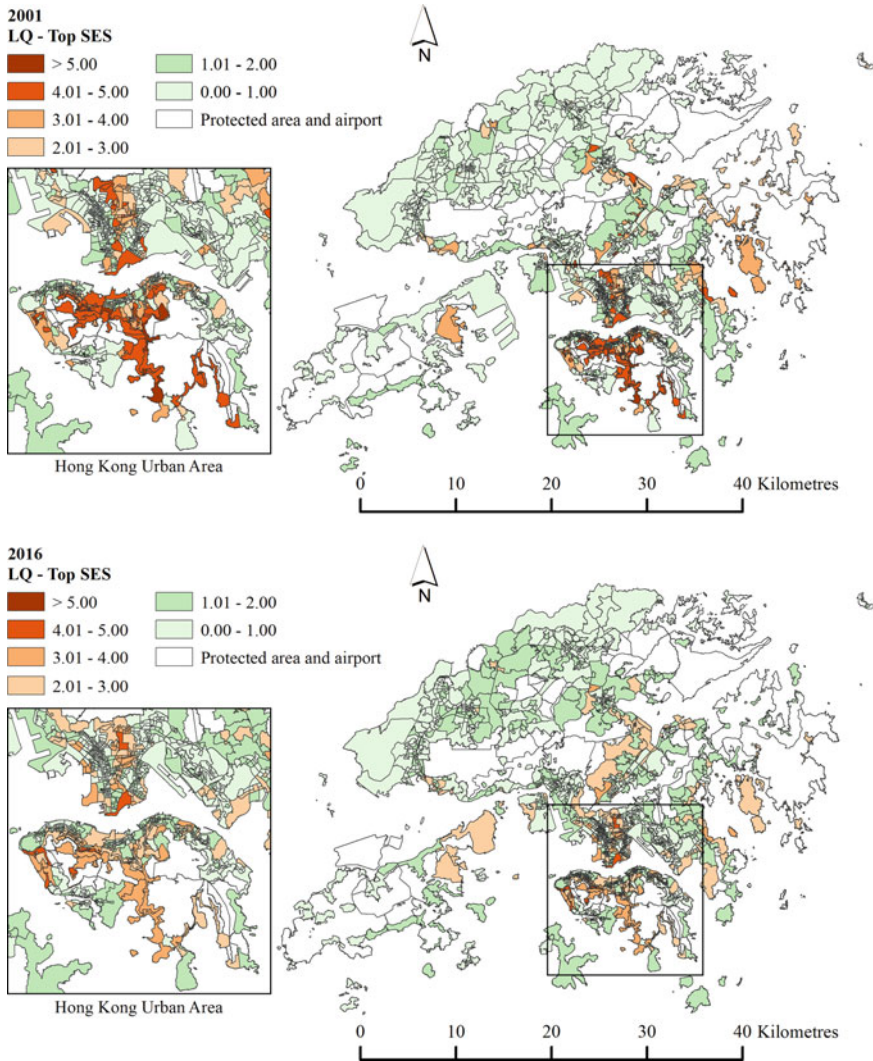 2001
LQ - Top SES
> 5.00
4.01 - 5.00
3.01 - 4.00
2.01 - 3.00
1.01 - 2.00
0.00 - 1.00
Protected area and airport
N
Hong Kong Urban Area
0 10 20 30 40 Kilometres
2016
LQ - Top SES
> 5.00
4.01 - 5.00
3.01 - 4.00
2.01 - 3.00
1.01 - 2.00
0.00 - 1.00
Protected area and airport
N
Hong Kong Urban Area
0 10 20 30 40 Kilometres